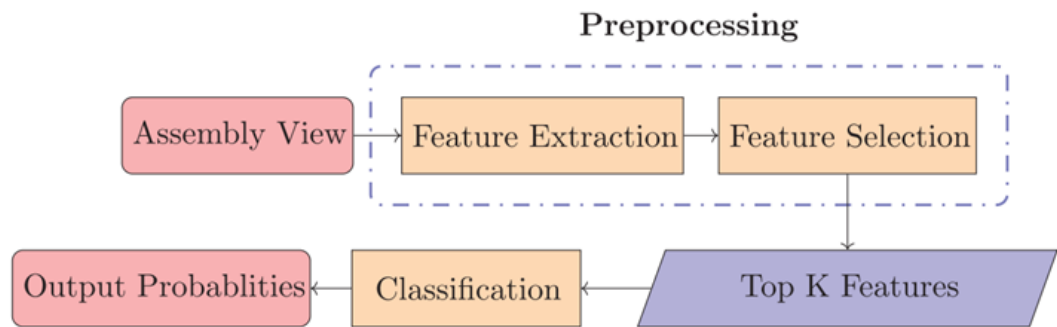 Preprocessing
Assembly View
Feature Extraction
Feature Selection
Output Probablities
Classification
Top K Features